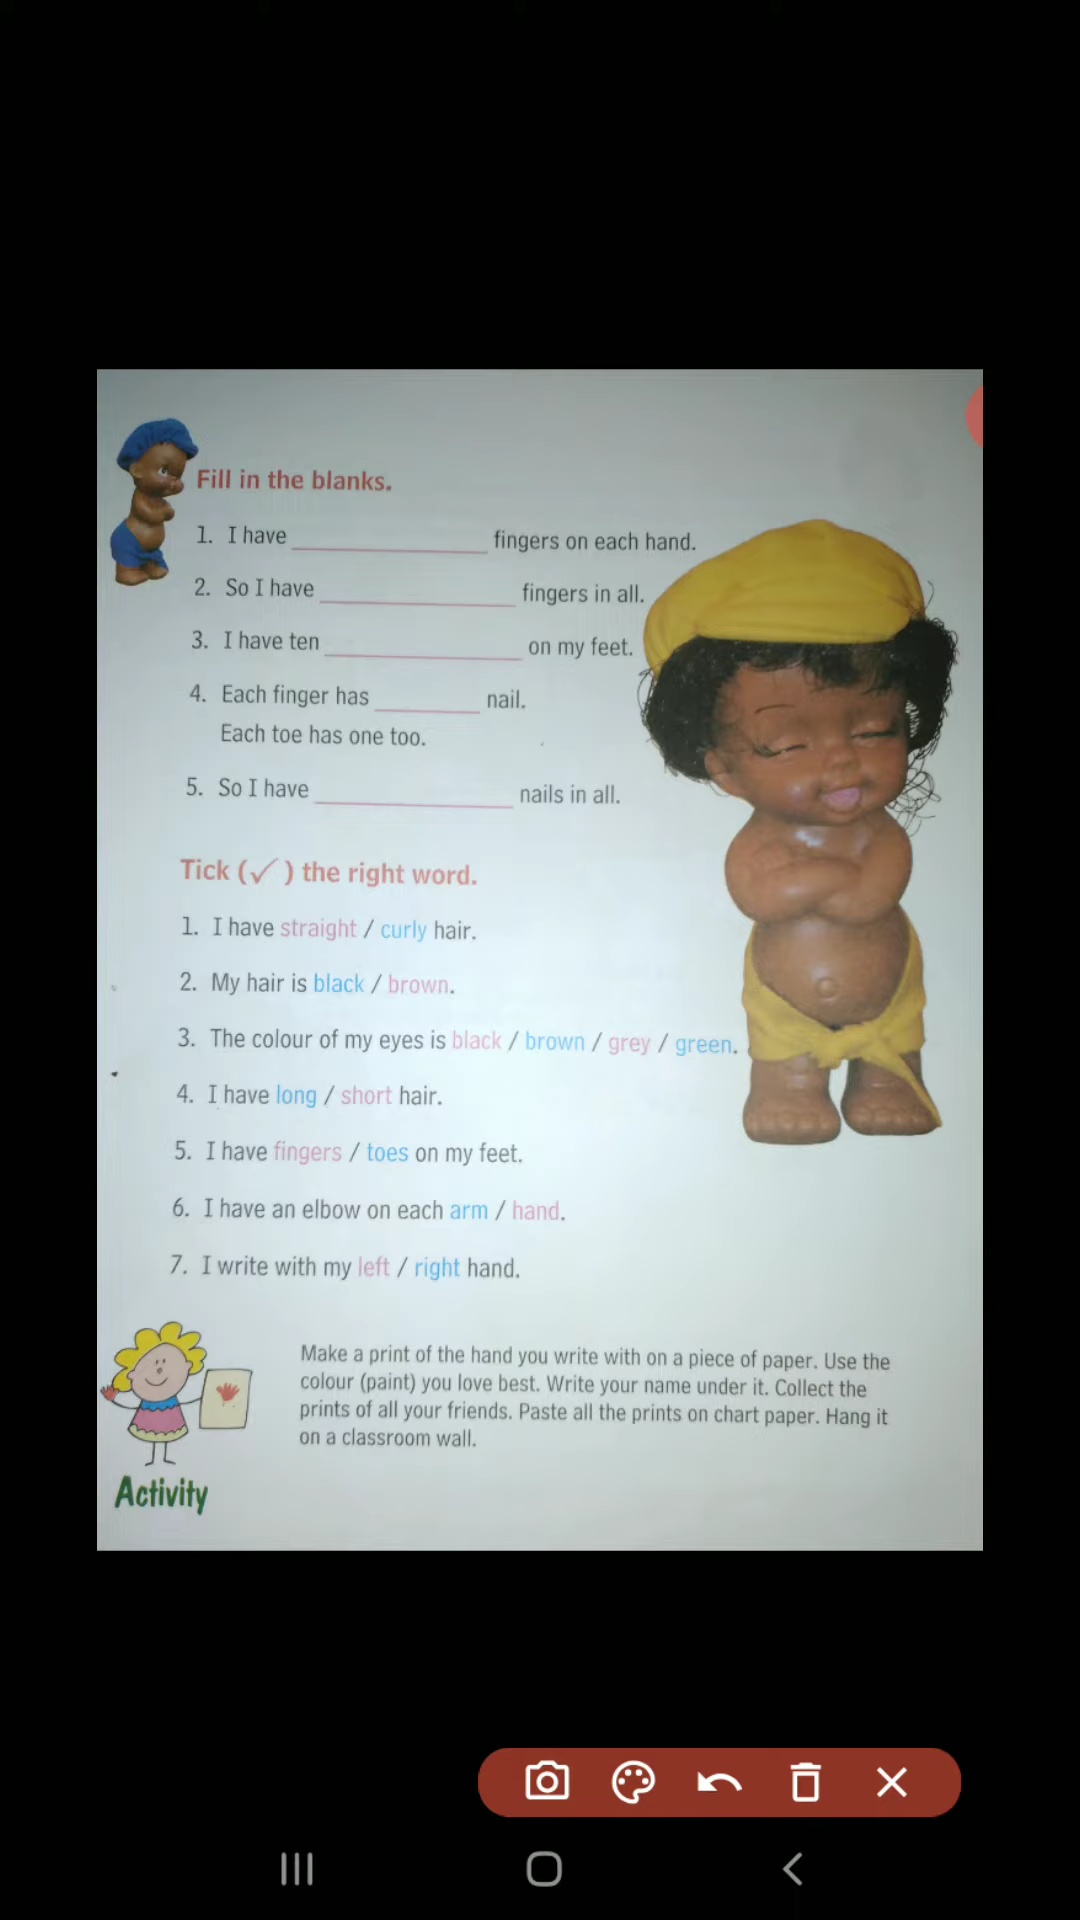 Fill in the blanks.
1. I have ____________ fingers on each hand.
2. So I have ____________ fingers in all.
3. I have ten ____________ on my feet.
4. Each finger has ______ nail.
Each toe has one too.
5. So I have ____________ nails in all.
Tick (✓) the right word.
1. I have straight / curly hair.
2. My hair is black / brown.
3. The colour of my eyes is black / brown / grey / green.
4. I have long / short hair.
5. I have fingers / toes on my feet.
6. I have an elbow on each arm / hand.
7. I write with my left / right hand.
Make a print of the hand you write with on a piece of paper. Use the
colour (paint) you love best. Write your name under it. Collect the
prints of all your friends. Paste all the prints on chart paper. Hang it
on a classroom wall.
Activity